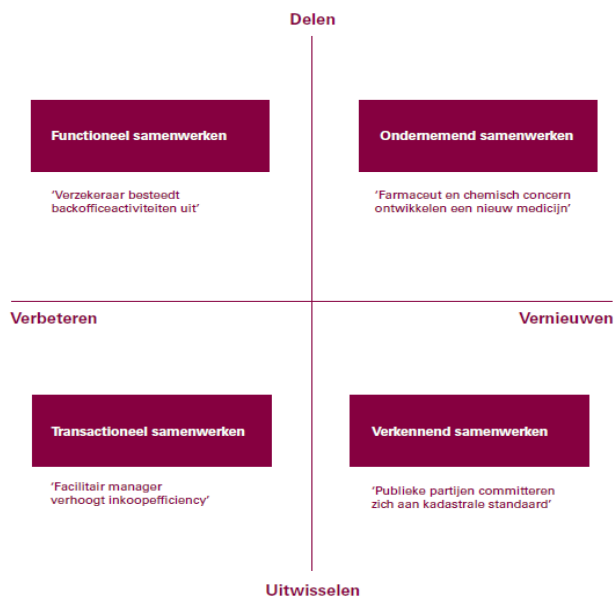 Delen
Functioneel samenwerken
Ondernemend samenwerken
‘Verzekeraar besteedt
backofficeactiviteiten uit’
‘Farmaceut en chemisch concern
ontwikkelen een nieuw medicijn’
Verbeteren
Vernieuwen
Transactioneel samenwerken
Verkennend samenwerken
‘Facilitair manager
verhoogt inkoopefficiency’
‘Publieke partijen committeren
zich aan kadastrale standaard’
Uitwisselen